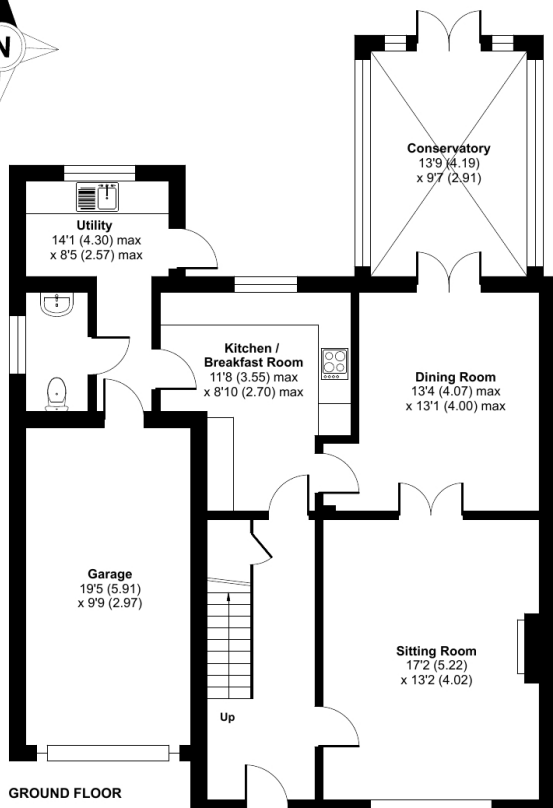 N
Conservatory
13'9 (4.19)
x 9'7 (2.91)
Utility
14'1 (4.30) max
x 8'5 (2.57) max
Kitchen /
Breakfast Room
11'8 (3.55) max
x 8'10 (2.70) max
Dining Room
13'4 (4.07) max
x 13'1 (4.00) max
Garage
19'5 (5.91)
x 9'9 (2.97)
Sitting Room
17'2 (5.22)
x 13'2 (4.02)
Up
GROUND FLOOR